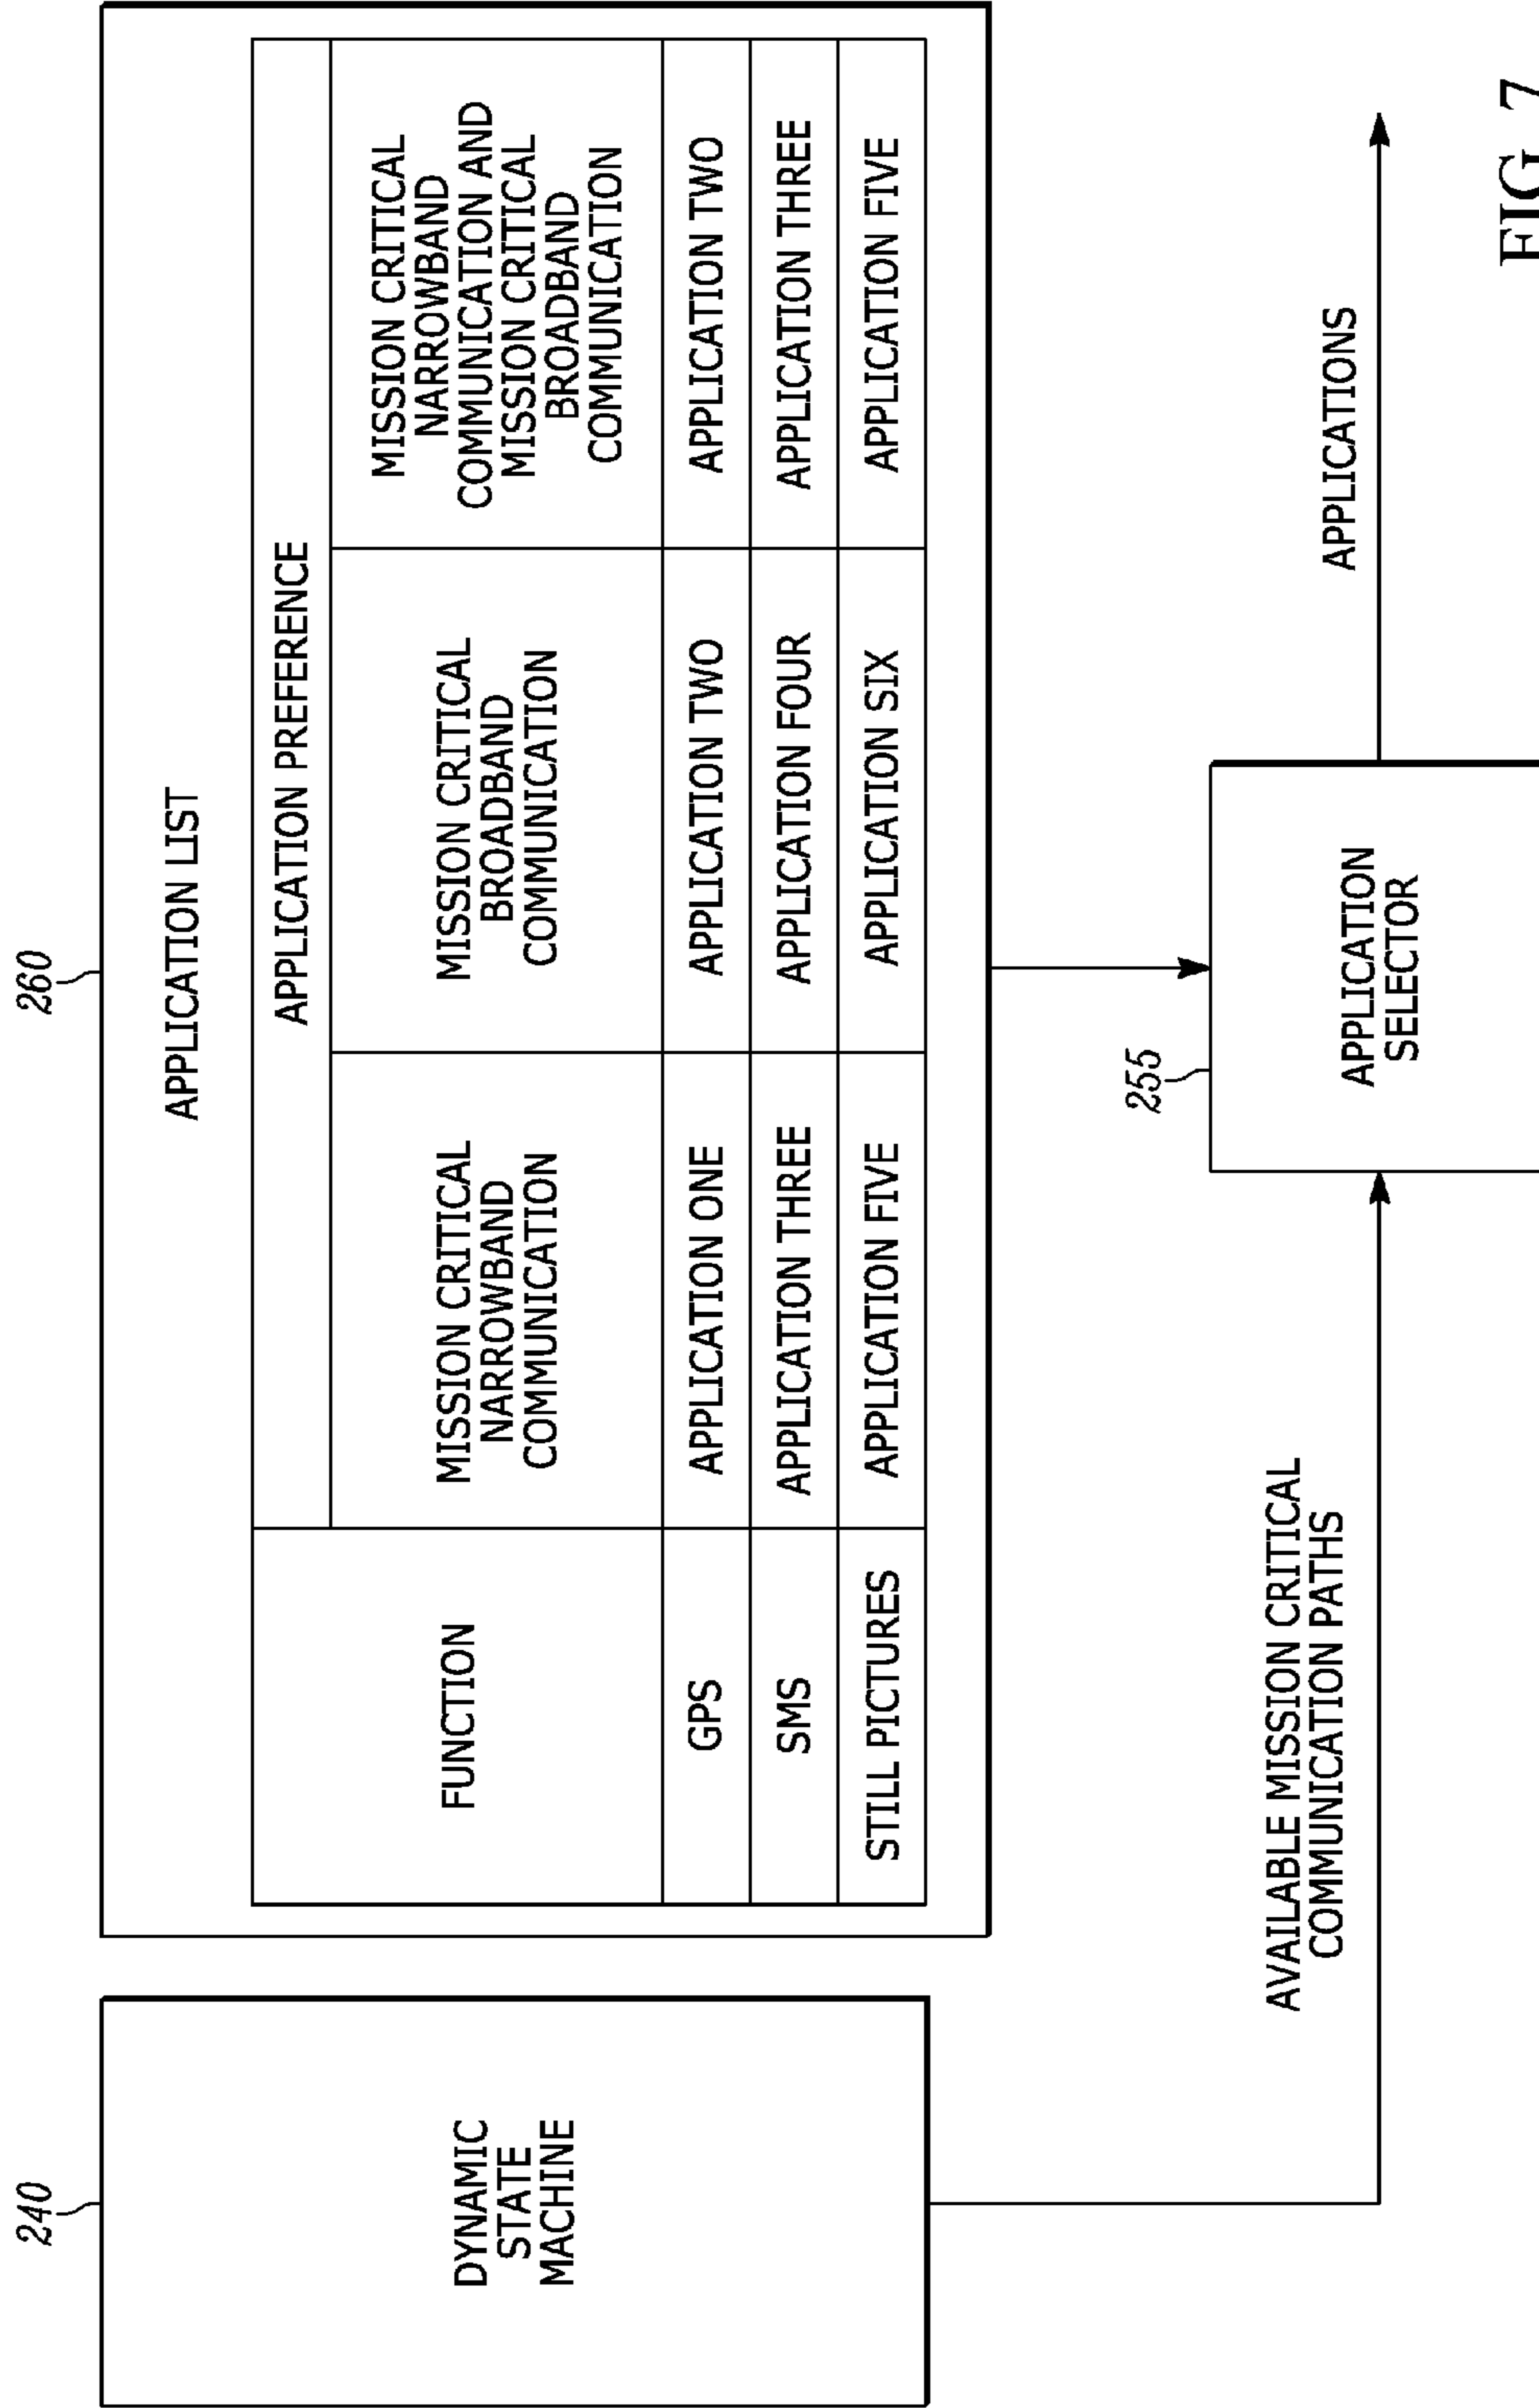 240
DYNAMIC
STATE
MACHINE
260
APPLICATION LIST
FUNCTION
APPLICATION PREFERENCE
MISSION CRITICAL
NARROWBAND
COMMUNICATION
MISSION CRITICAL
BROADBAND
COMMUNICATION
MISSION CRITICAL
NARROWBAND
COMMUNICATION AND
MISSION CRITICAL
BROADBAND
COMMUNICATION
GPS
APPLICATION ONE
APPLICATION TWO
APPLICATION TWO
SMS
APPLICATION THREE
APPLICATION FOUR
APPLICATION THREE
STILL PICTURES
APPLICATION FIVE
APPLICATION SIX
APPLICATION FIVE
AVAILABLE MISSION CRITICAL
COMMUNICATION PATHS
255
APPLICATION
SELECTOR
APPLICATIONS
FIG. 7